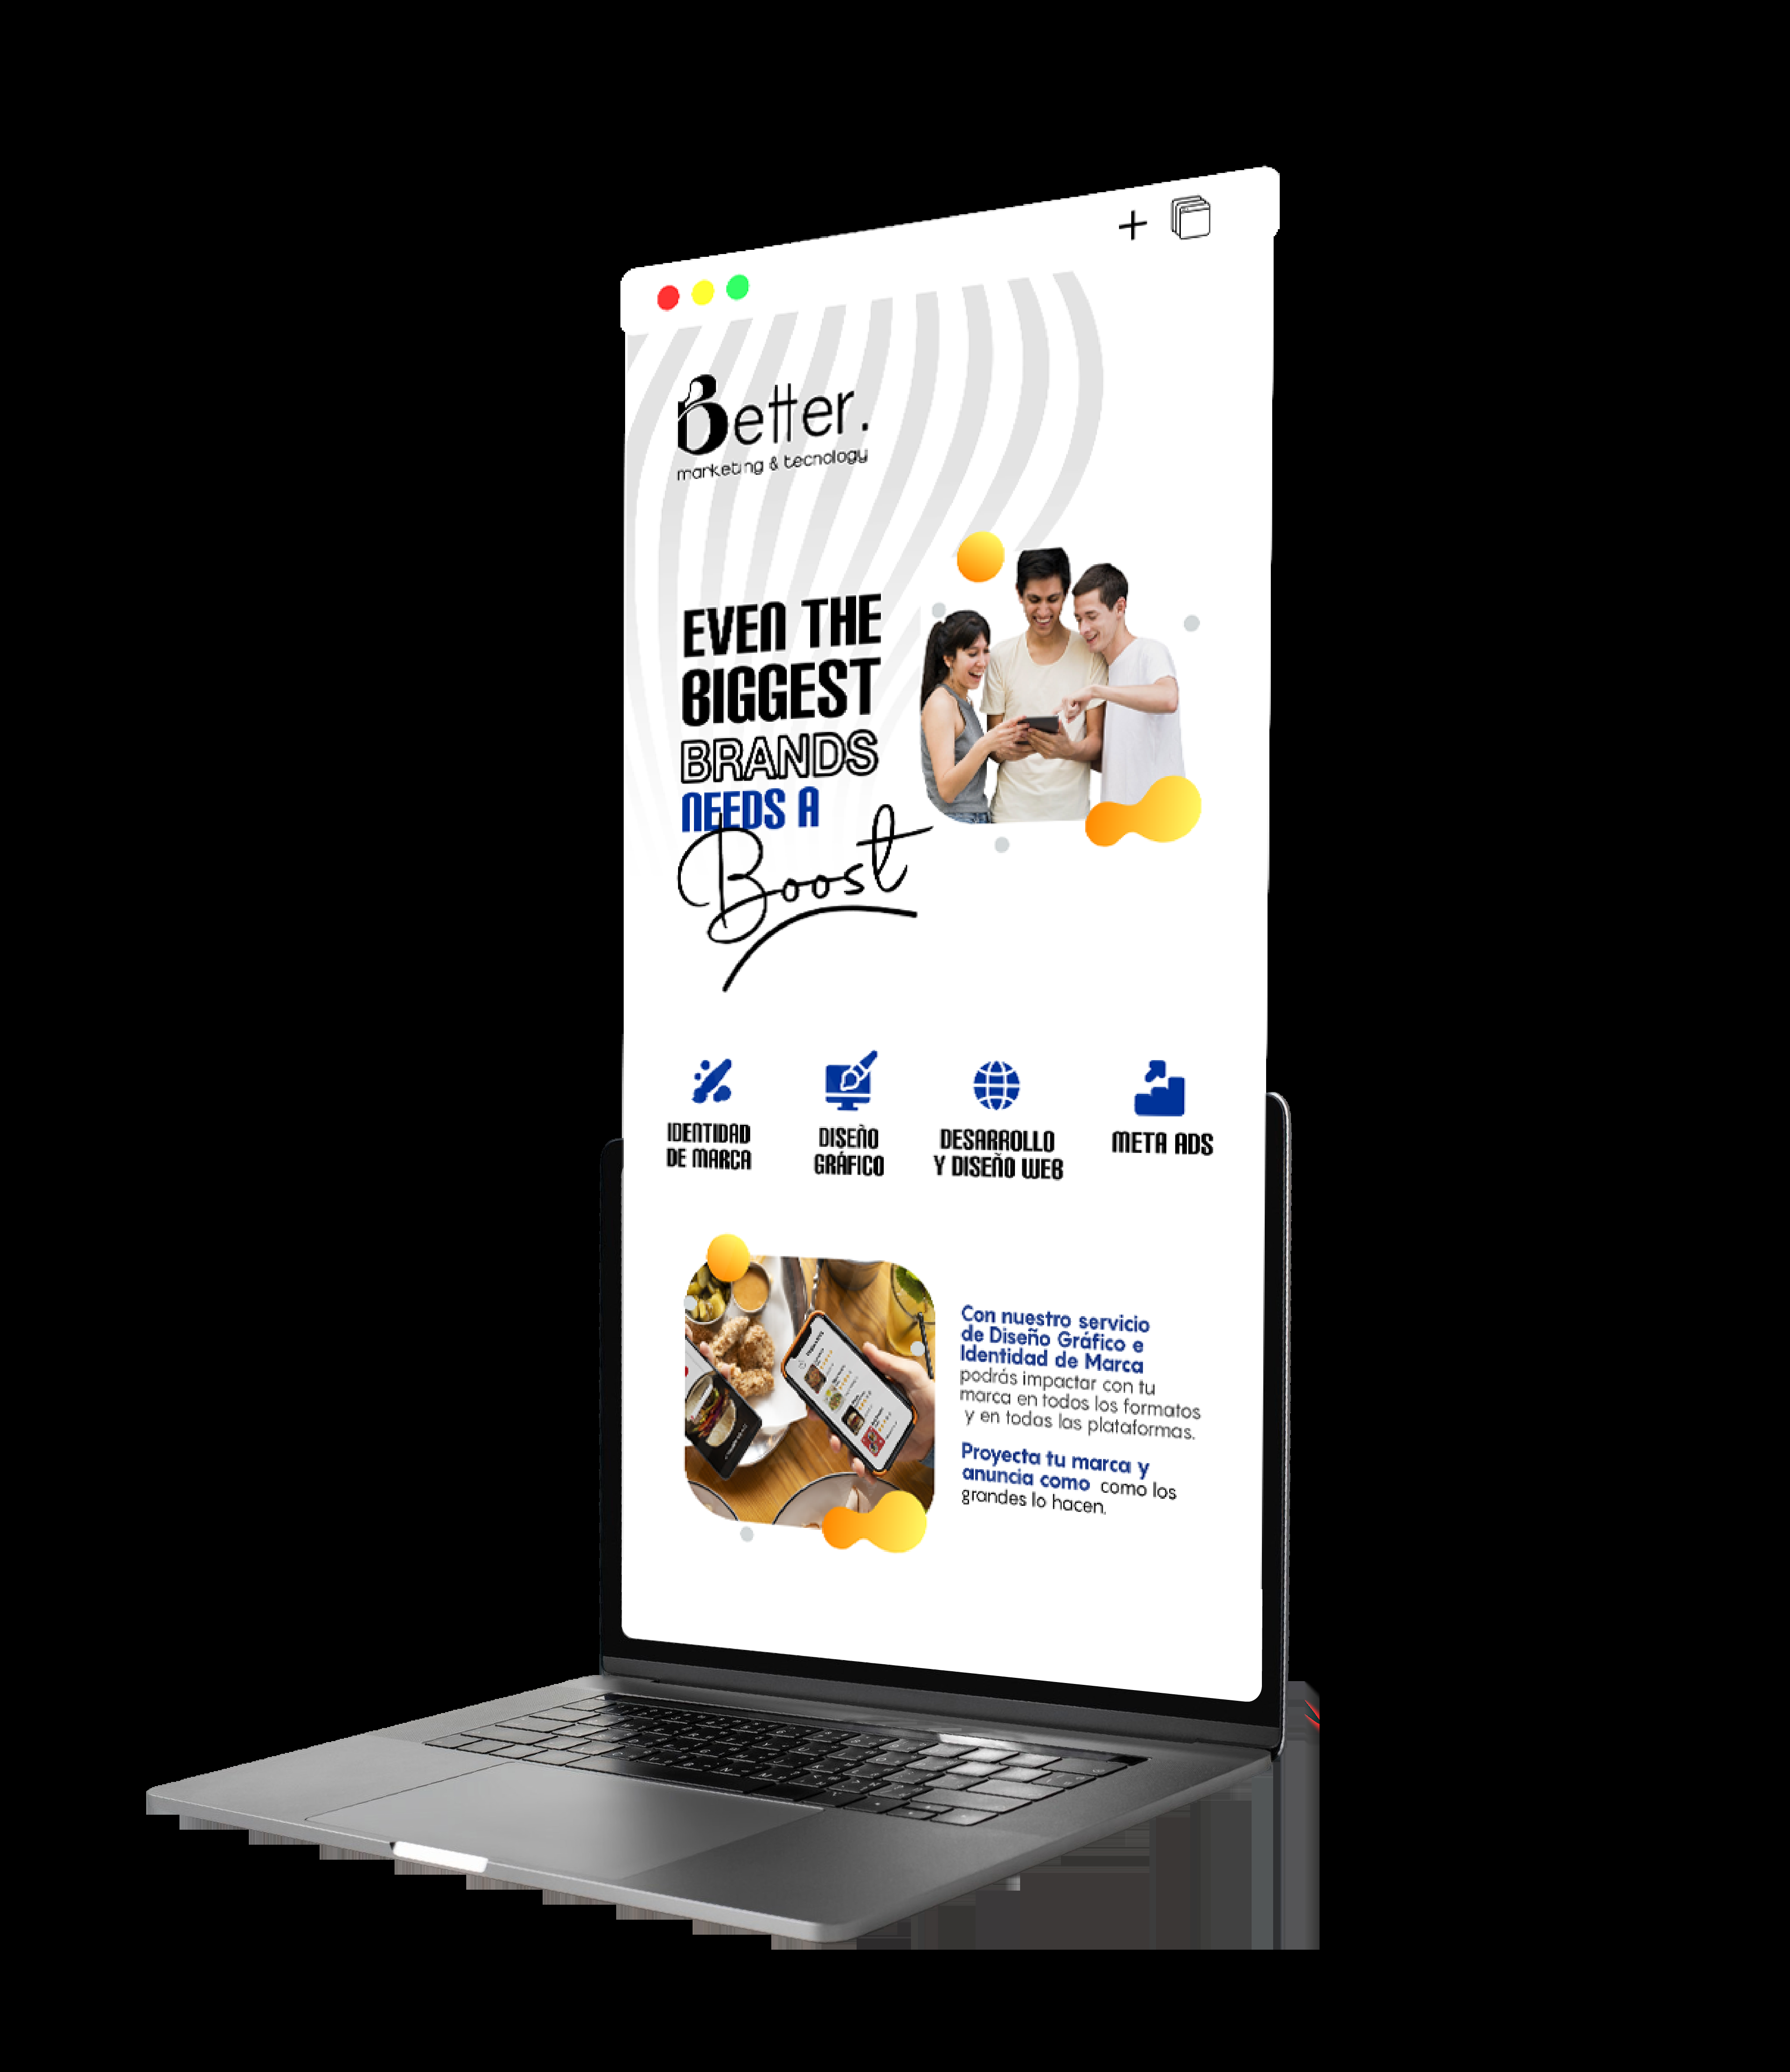 Better.
marketing & tecnology
EVEN THE
BIGGEST
BRANDS
NEEDS A
Boost
IDENTIDAD
DE MARCA
DISEÑO
GRÁFICO
DESARROLLO
Y DISEÑO WEB
META ADS
Con nuestro servicio
de Diseño Gráfico e
Identidad de Marca
podrás impactar con tu
marca en todos los formatos
y en todas las plataformas.
Proyecta tu marca y
anuncia como como los
grandes lo hacen.